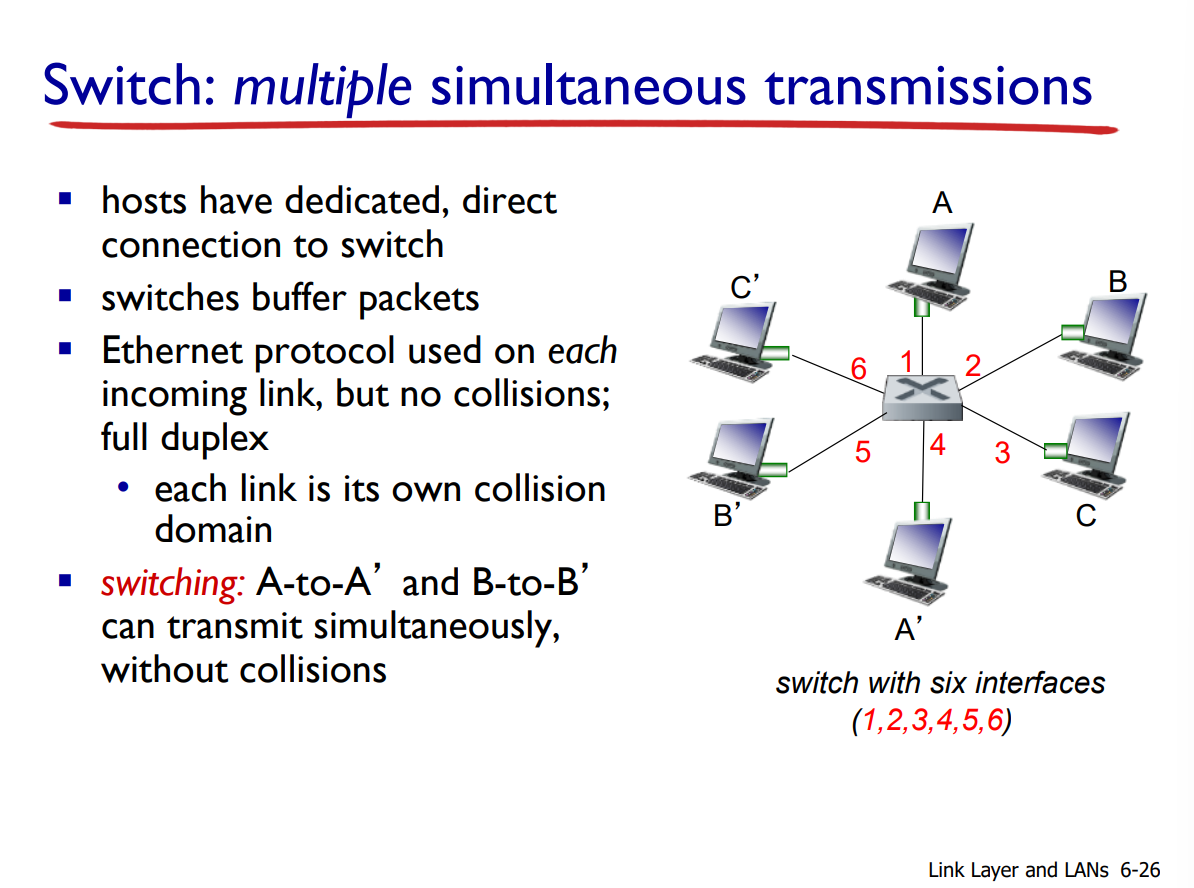 Switch: multiple simultaneous transmissions
▪ hosts have dedicated, direct
connection to switch
▪ switches buffer packets
▪ Ethernet protocol used on each
incoming link, but no collisions;
full duplex
• each link is its own collision
domain
▪ switching: A-to-A’ and B-to-B’
can transmit simultaneously,
without collisions
A
C’
B
6
1
2
5
4
3
B’
C
A’
switch with six interfaces
(1,2,3,4,5,6)
Link Layer and LANs 6-26